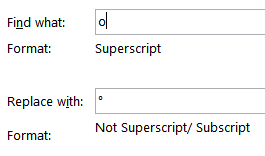 Find what: o
Format: Superscript
Replace with: °
Format: Not Superscript/ Subscript